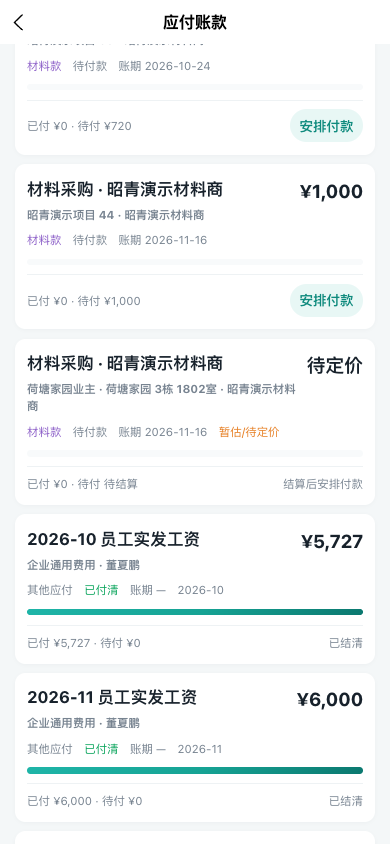 应付账款
材料款 待付款 账期 2026-10-24
已付 ¥0 · 待付 ¥720
安排付款
材料采购 · 昭青演示材料商
¥1,000
昭青演示项目 44 · 昭青演示材料商
材料款 待付款 账期 2026-11-16
已付 ¥0 · 待付 ¥1,000
安排付款
材料采购 · 昭青演示材料商
待定价
荷塘家园业主 · 荷塘家园 3栋 1802室 · 昭青演示材料
商
材料款 待付款 账期 2026-11-16 暂估/待定价
已付 ¥0 · 待付 待结算
结算后安排付款
2026-10 员工实发工资
¥5,727
企业通用费用 · 董夏鹏
其他应付 已付清 账期 — 2026-10
已付 ¥5,727 · 待付 ¥0
已结清
2026-11 员工实发工资
¥6,000
企业通用费用 · 董夏鹏
其他应付 已付清 账期 — 2026-11
已付 ¥6,000 · 待付 ¥0
已结清